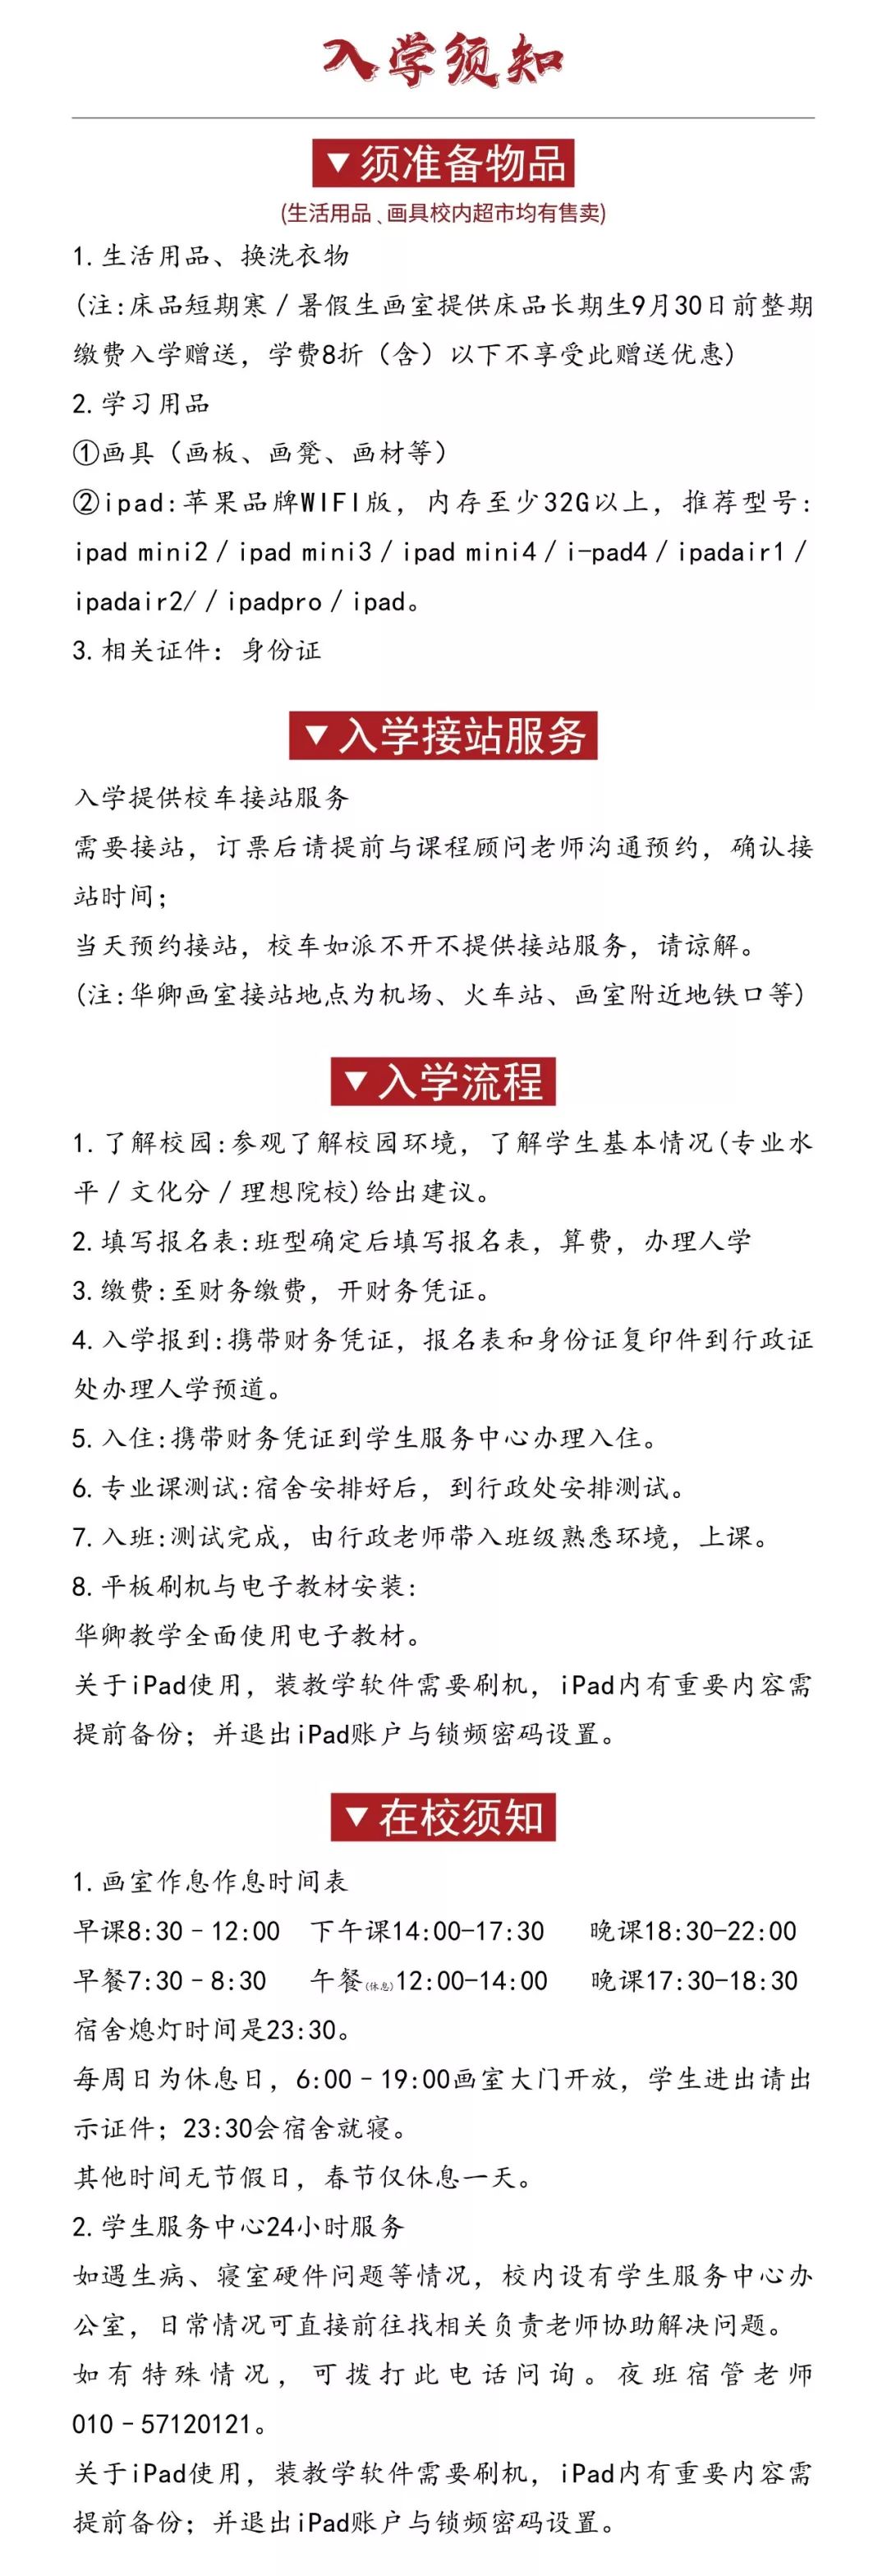 入学须知
▼须准备物品
(生活用品、画具校内超市均有售卖)
1.生活用品、换洗衣物
(注:床品短期寒/暑假生画室提供床品长期生9月30日前整期
缴费入学赠送，学费8折（含）以下不享受此赠送优惠)
2.学习用品
①画具（画板、画凳、画材等）
②ipad:苹果品牌WIFI版，内存至少32G以上，推荐型号:
ipad mini2/ipad mini3/ipad mini4/i-pad4/ipadair1/
ipadair2//ipadpro/ipad。
3.相关证件：身份证
▼入学接站服务
入学提供校车接站服务
需要接站，订票后请提前与课程顾问老师沟通预约，确认接
站时间；
当天预约接站，校车如派不开不提供接站服务，请谅解。
(注:华卿画室接站地点为机场、火车站、画室附近地铁口等)
▼入学流程
1.了解校园:参观了解校园环境，了解学生基本情况(专业水
平/文化分/理想院校)给出建议。
2.填写报名表:班型确定后填写报名表，算费，办理人学
3.缴费:至财务缴费，开财务凭证。
4.入学报到:携带财务凭证，报名表和身份证复印件到行政证
处办理人学预道。
5.入住:携带财务凭证到学生服务中心办理入住。
6.专业课测试:宿舍安排好后，到行政处安排测试。
7.入班:测试完成，由行政老师带入班级熟悉环境，上课。
8.平板刷机与电子教材安装:
华卿教学全面使用电子教材。
关于iPad使用，装教学软件需要刷机，iPad内有重要内容需
提前备份；并退出iPad账户与锁频密码设置。
▼在校须知
1.画室作息作息时间表
早课8:30-12:00 下午课14:00-17:30 晚课18:30-22:00
早餐7:30-8:30 午餐(休息)12:00-14:00 晚课17:30-18:30
宿舍熄灯时间是23:30。
每周日为休息日，6:00-19:00画室大门开放，学生进出请出
示证件；23:30会宿舍就寝。
其他时间无节假日，春节仅休息一天。
2.学生服务中心24小时服务
如遇生病、寝室硬件问题等情况，校内设有学生服务中心办
公室，日常情况可直接前往找相关负责老师协助解决问题。
如有特殊情况，可拨打此电话问询。夜班宿管老师
010-57120121。
关于iPad使用，装教学软件需要刷机，iPad内有重要内容需
提前备份；并退出iPad账户与锁频密码设置。